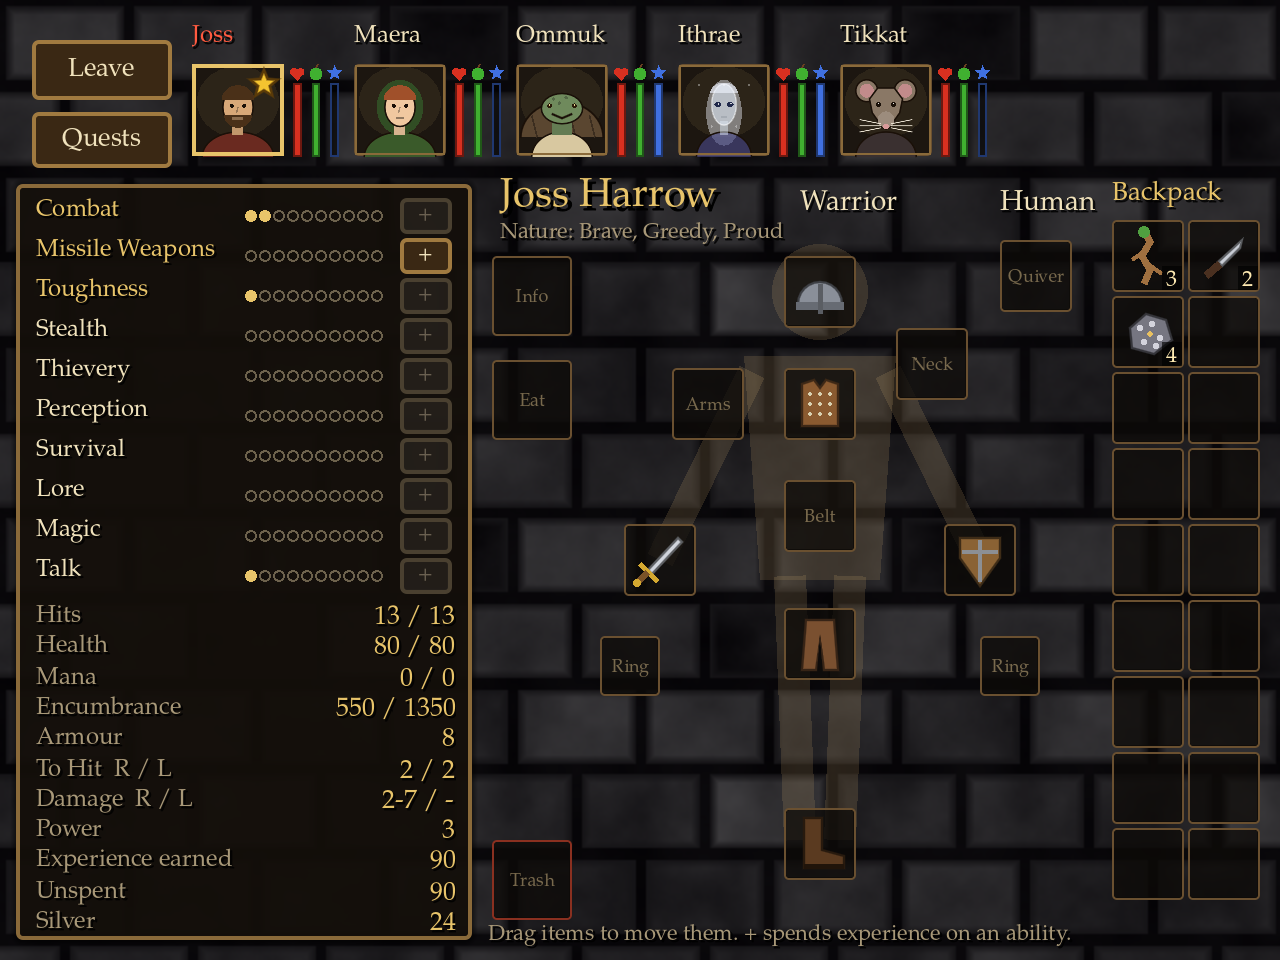 Leave
Quests
Joss
Maera
Ommuk
Ithrae
Tikkat
Combat +
Missile Weapons +
Toughness +
Stealth +
Thievery +
Perception +
Survival +
Lore +
Magic +
Talk +
Hits 13 / 13
Health 80 / 80
Mana 0 / 0
Encumbrance 550 / 1350
Armour 8
To Hit R / L 2 / 2
Damage R / L 2-7 / -
Power 3
Experience earned 90
Unspent 90
Silver 24
Joss Harrow Warrior Human
Nature: Brave, Greedy, Proud
Info
Quiver
Eat
Arms
Neck
Belt
Ring
Ring
Trash
Backpack
3
2
4
Drag items to move them. + spends experience on an ability.